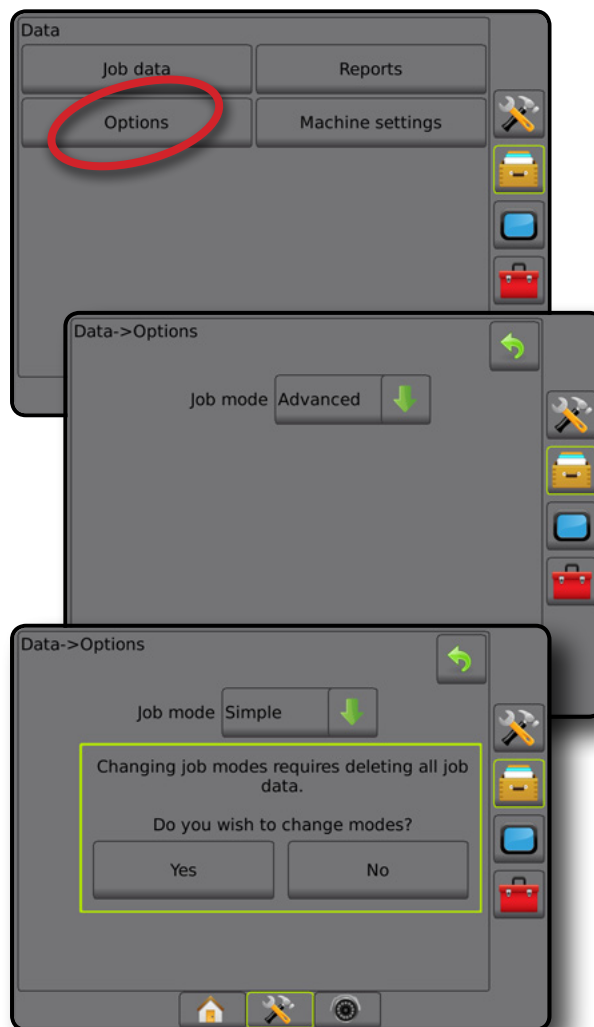 Data
Job data Reports
Options Machine settings
Data->Options
Job mode Advanced
Data->Options
Job mode Simple
Changing job modes requires deleting all job
data.
Do you wish to change modes?
Yes No